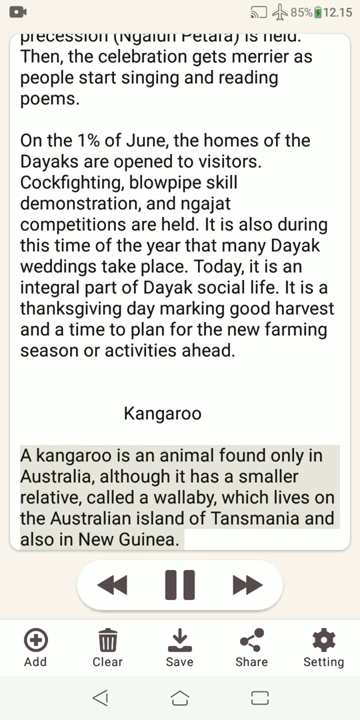 85% 12.15
precession (Ngalun Petara) is held.
Then, the celebration gets merrier as
people start singing and reading
poems.
On the 1% of June, the homes of the
Dayaks are opened to visitors.
Cockfighting, blowpipe skill
demonstration, and ngajat
competitions are held. It is also during
this time of the year that many Dayak
weddings take place. Today, it is an
integral part of Dayak social life. It is a
thanksgiving day marking good harvest
and a time to plan for the new farming
season or activities ahead.
Kangaroo
A kangaroo is an animal found only in
Australia, although it has a smaller
relative, called a wallaby, which lives on
the Australian island of Tansmania and
also in New Guinea.
Add Clear Save Share Setting